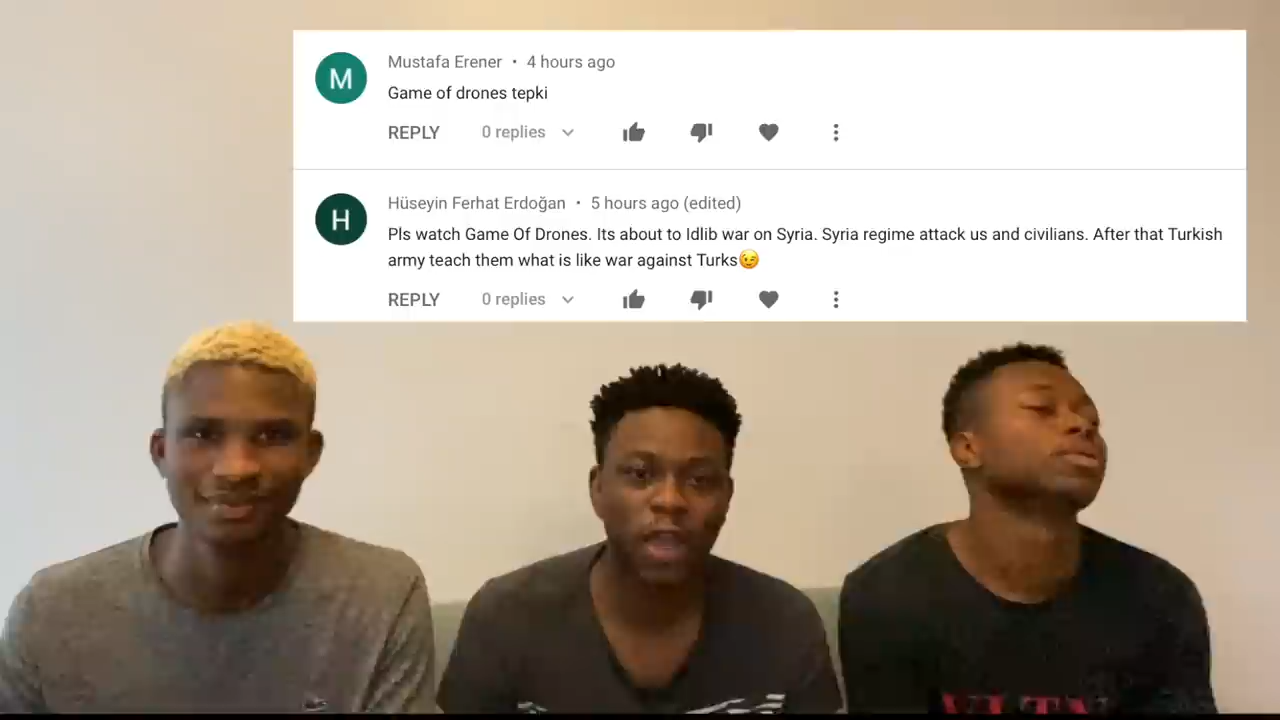 M
Mustafa Erener • 4 hours ago
Game of drones tepki
REPLY 0 replies
H
Hüseyin Ferhat Erdoğan • 5 hours ago (edited)
Pls watch Game Of Drones. Its about to Idlib war on Syria. Syria regime attack us and civilians. After that Turkish
army teach them what is like war against Turks😉
REPLY 0 replies